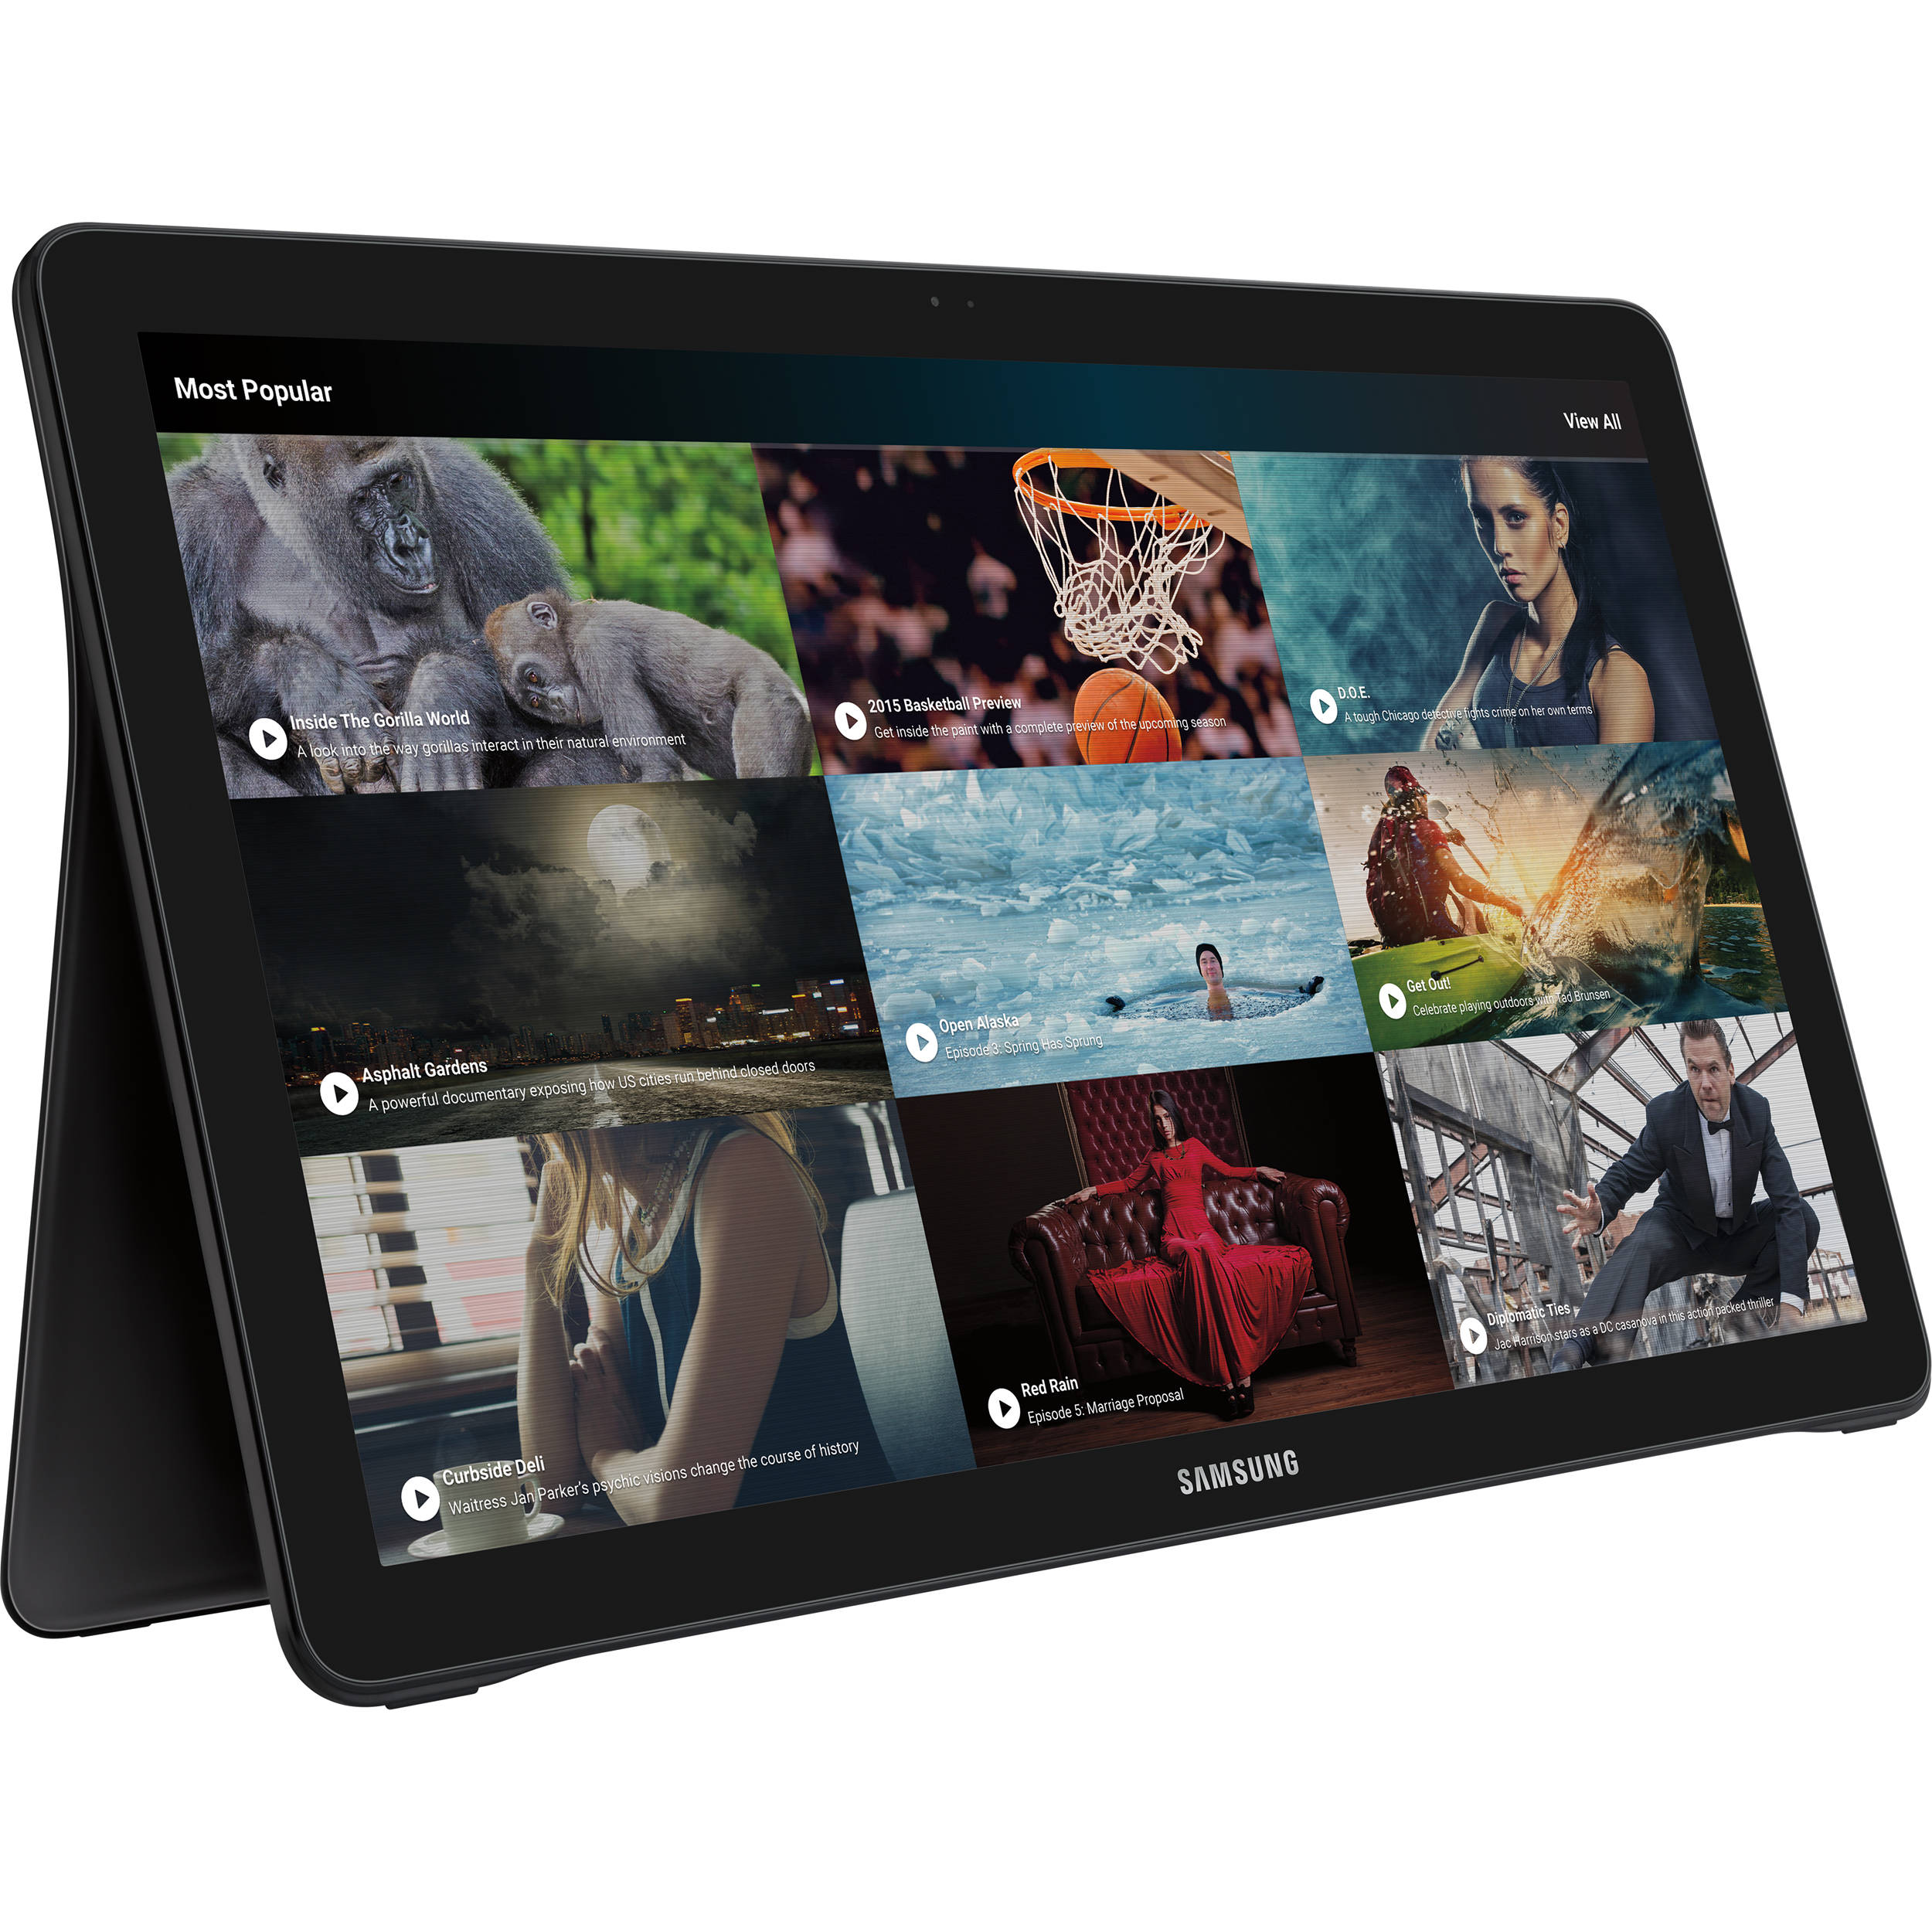 Most Popular
View All
Inside The Gorilla World
A look into the way gorillas interact in their natural environment
2015 Basketball Preview
Get inside the paint with a complete preview of the upcoming season
D.O.E.
A tough Chicago detective fights crime on her own terms
Asphalt Gardens
A powerful documentary exposing how US cities run behind closed doors
Open Alaska
Episode 3: Spring Has Sprung
Get Out!
Celebrate playing outdoors with Tad Brunsen
Curbside Deli
Waitress Jan Parker's psychic visions change the course of history
Red Rain
Episode 5: Marriage Proposal
Diplomatic Ties
Jac Harrison stars as a DC casanova in this action packed thriller
SAMSUNG